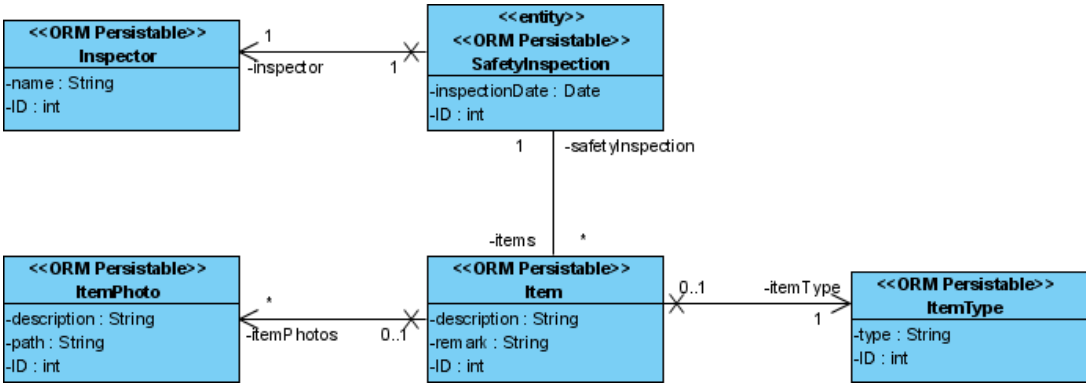 <<ORM Persistable>>
Inspector
-name : String
-ID : int
1
-inspector
1
<<entity>>
<<ORM Persistable>>
SafetyInspection
-inspectionDate : Date
-ID : int
1
-safetyInspection
-items
*
<<ORM Persistable>>
ItemPhoto
-description : String
-path : String
-ID : int
*
-itemPhotos
0..1
<<ORM Persistable>>
Item
-description : String
-remark : String
-ID : int
0..1
-itemType
1
<<ORM Persistable>>
ItemType
-type : String
-ID : int